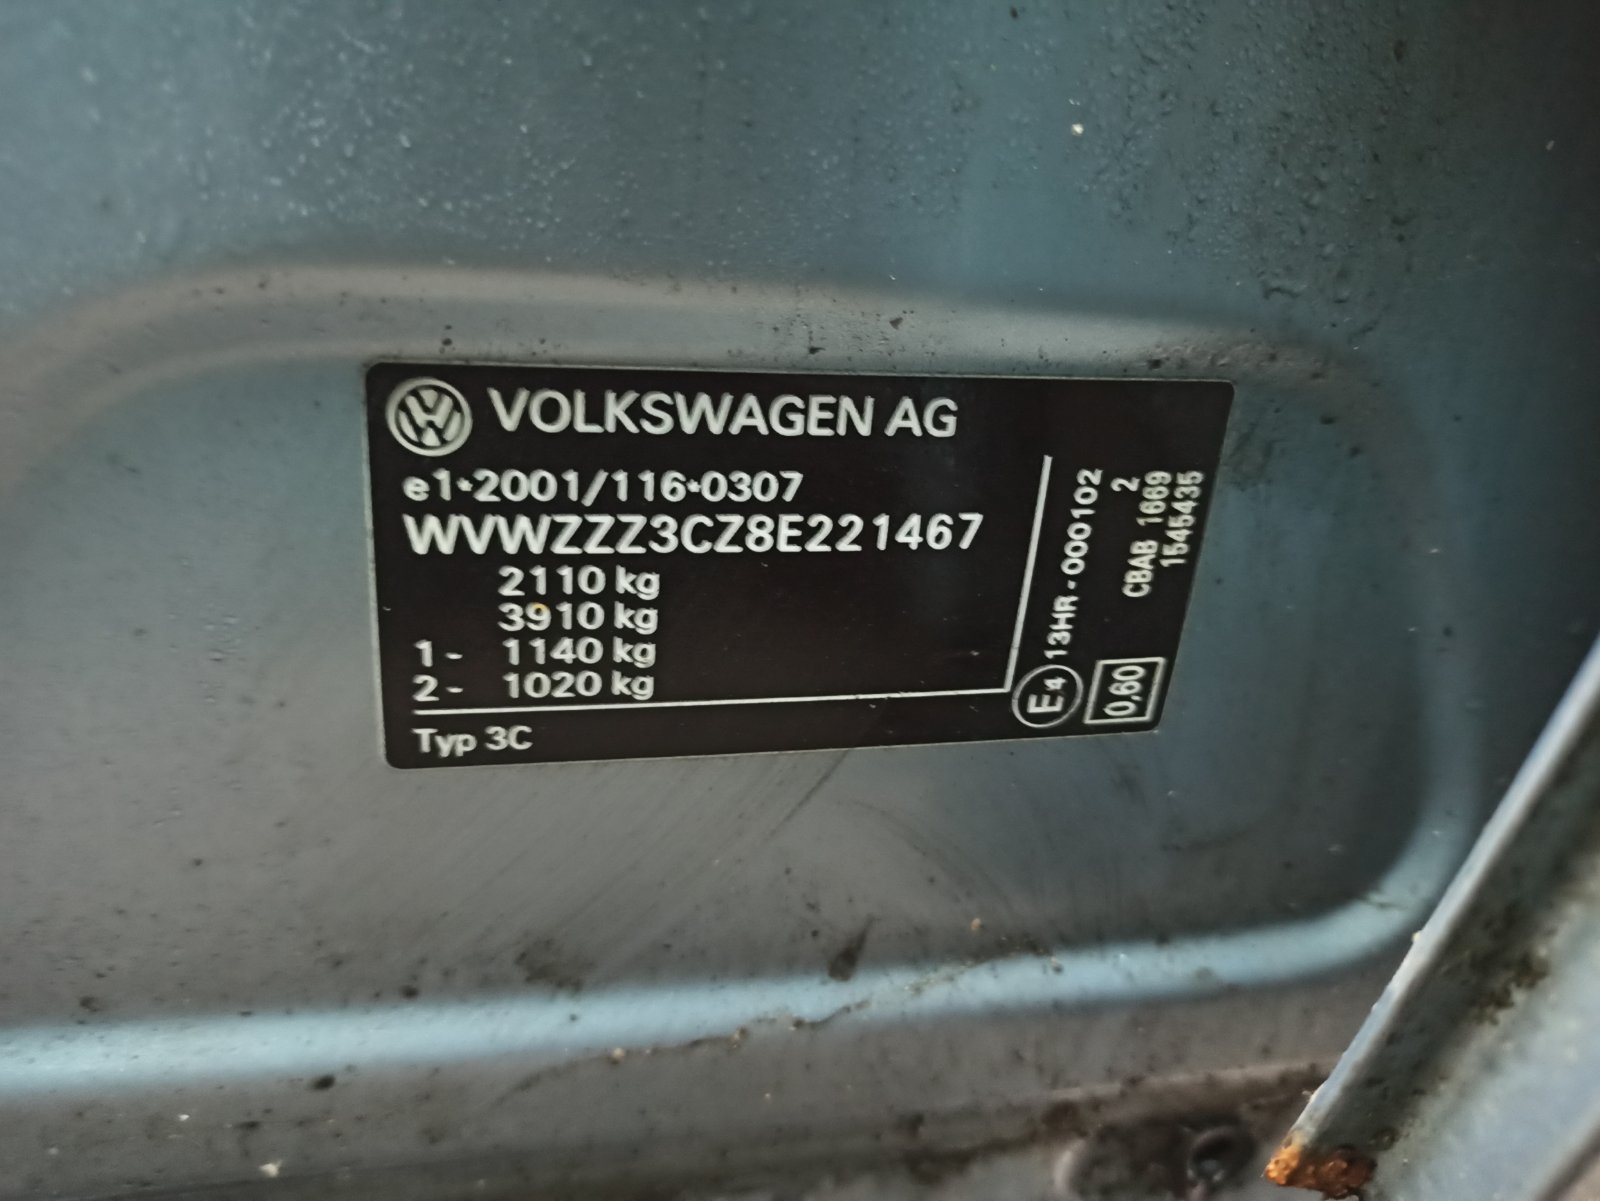 VOLKSWAGEN AG
e1*2001/116*0307
WVWZZZ3CZ8E221467
2110 kg
3910 kg
1- 1140 kg
2- 1020 kg
Typ 3C
E4 13HR-000102
2
CBAB 1669
1545435
0,60